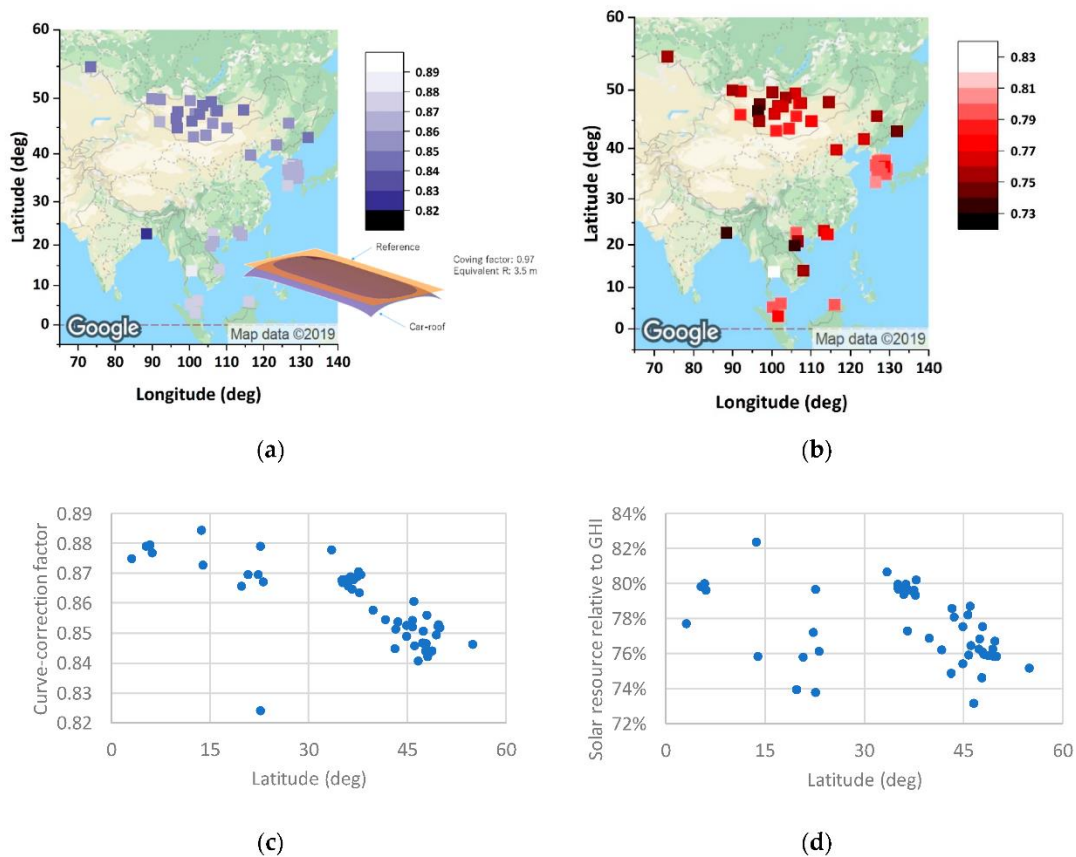 60
50
40
30
20
10
0
Latitude (deg)
70 80 90 100 110 120 130 140
Longitude (deg)
0.89
0.88
0.87
0.86
0.85
0.83
0.82
Reference
Coving factor: 0.97
Equivalent R: 3.5 m
Car-roof
Google
Map data ©2019
(a)
60
50
40
30
20
10
0
Latitude (deg)
70 80 90 100 110 120 130 140
Longitude (deg)
0.83
0.81
0.79
0.77
0.75
0.73
Google
Map data ©2019
(b)
0.89
0.88
0.87
0.86
0.85
0.84
0.83
0.82
Curve-correction factor
0 15 30 45 60
Latitude (deg)
(c)
84%
82%
80%
78%
76%
74%
72%
Solar resource relative to GHI
0 15 30 45 60
Latitude (deg)
(d)